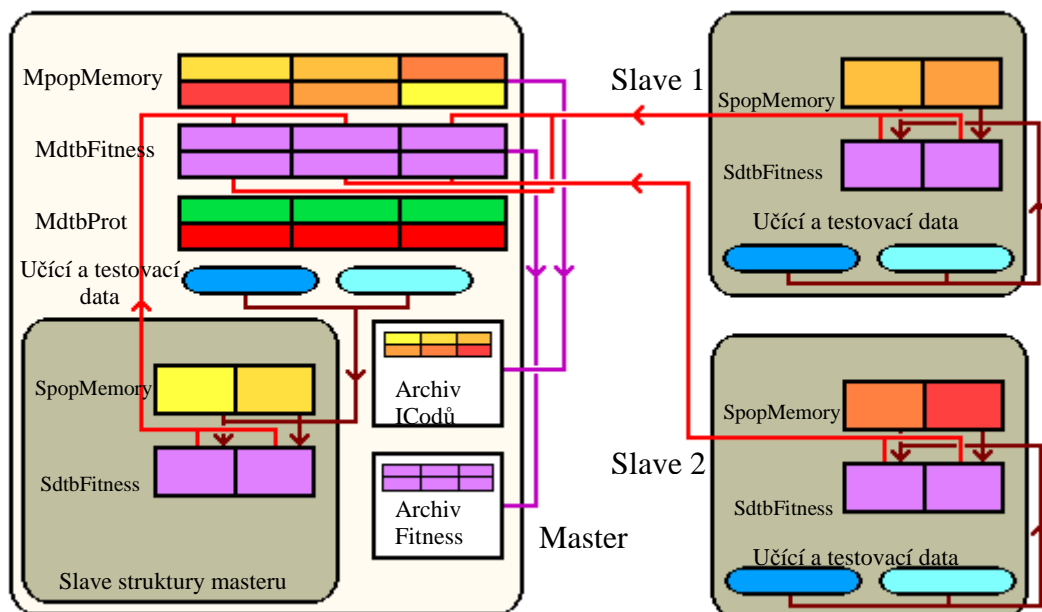 MpopMemory
MdtbFitness
MdtbProt
Učící a testovací
data
SpopMemory
SdtbFitness
Slave struktury masteru
Archiv
ICodů
Archiv
Fitness
Master
Slave 1
SpopMemory
SdtbFitness
Učící a testovací data
Slave 2
SpopMemory
SdtbFitness
Učící a testovací data